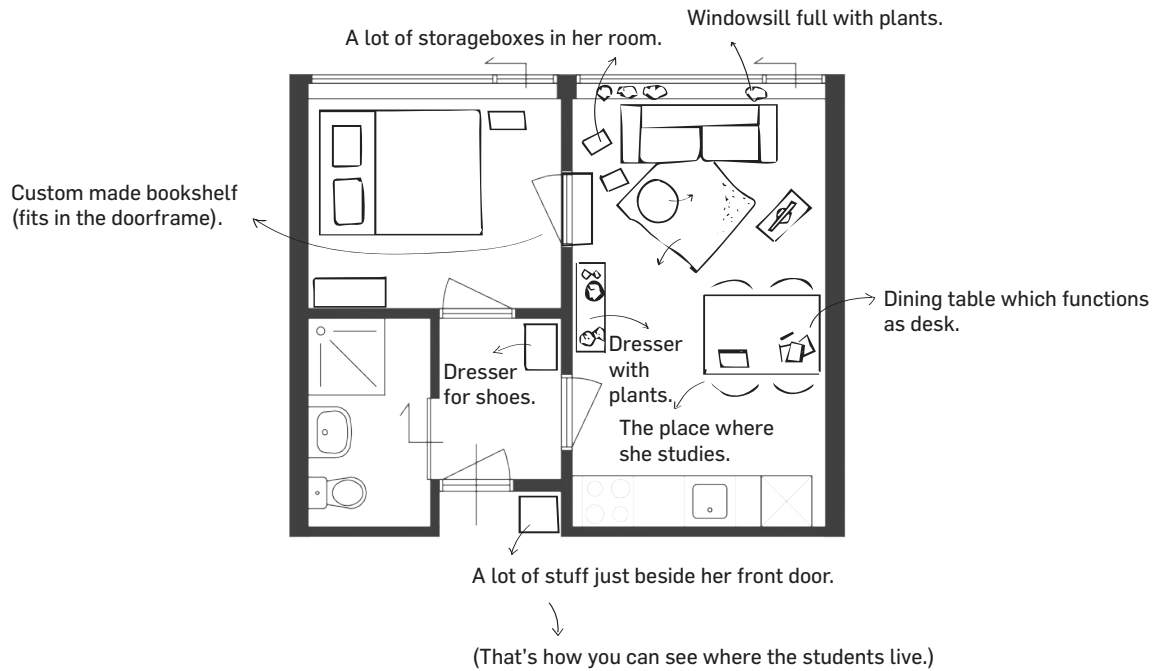 Windowsill full with plants.
A lot of storageboxes in her room.
Custom made bookshelf
(fits in the doorframe).
Dining table which functions
as desk.
Dresser
with
plants.
Dresser
for shoes.
The place where
she studies.
A lot of stuff just beside her front door.
(That's how you can see where the students live.)